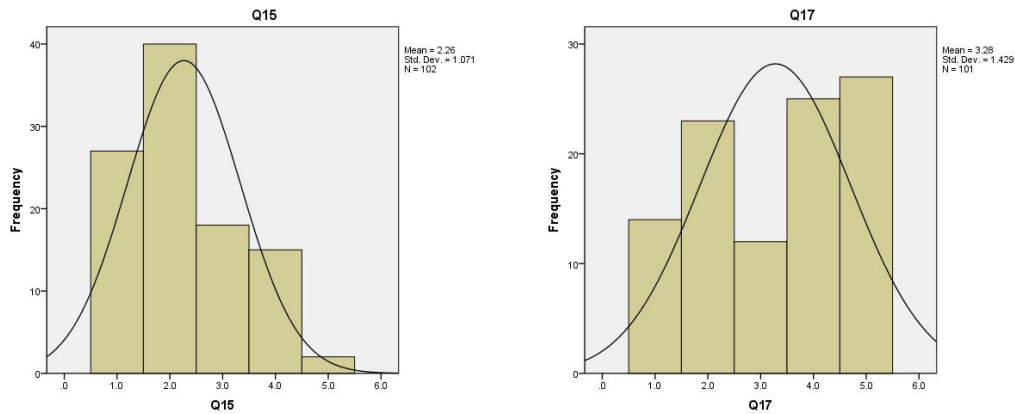 Q15
Mean = 2.26
Std. Dev. = 1.071
N = 102
40
30
20
10
0
Frequency
.0 1.0 2.0 3.0 4.0 5.0 6.0
Q15
Q17
Mean = 3.28
Std. Dev. = 1.429
N = 101
30
20
10
0
Frequency
.0 1.0 2.0 3.0 4.0 5.0 6.0
Q17